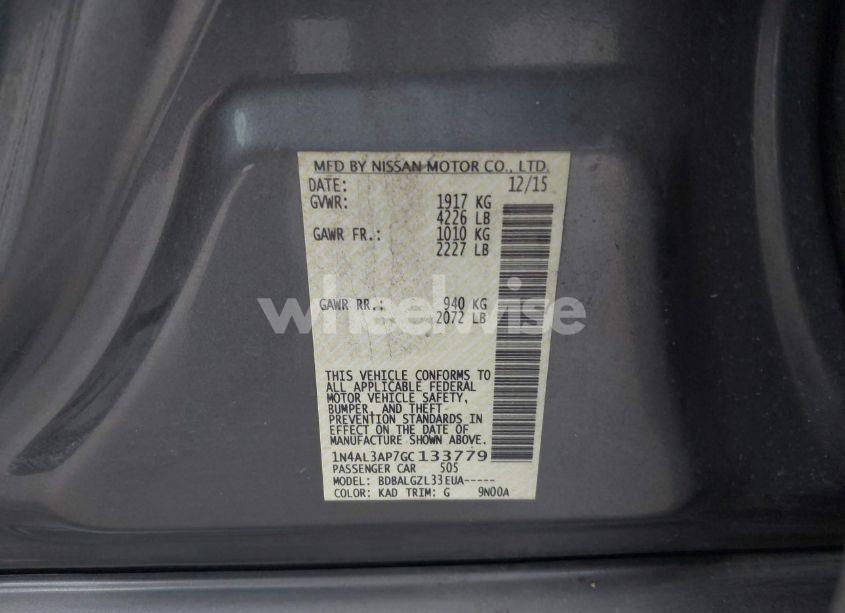 MFD BY NISSAN MOTOR CO., LTD.
DATE: 12/15
GVWR: 1917 KG
4226 LB
GAWR FR.: 1010 KG
2227 LB
GAWR RR.: 940 KG
2072 LB
wheelwise
THIS VEHICLE CONFORMS TO
ALL APPLICABLE FEDERAL
MOTOR VEHICLE SAFETY,
BUMPER, AND THEFT
PREVENTION STANDARDS IN
EFFECT ON THE DATE OF
MANUFACTURE SHOWN ABOVE.
1N4AL3AP7GC133779
PASSENGER CAR 505
MODEL: BDBALGZL33EUA-----
COLOR: KAD TRIM: G 9N00A